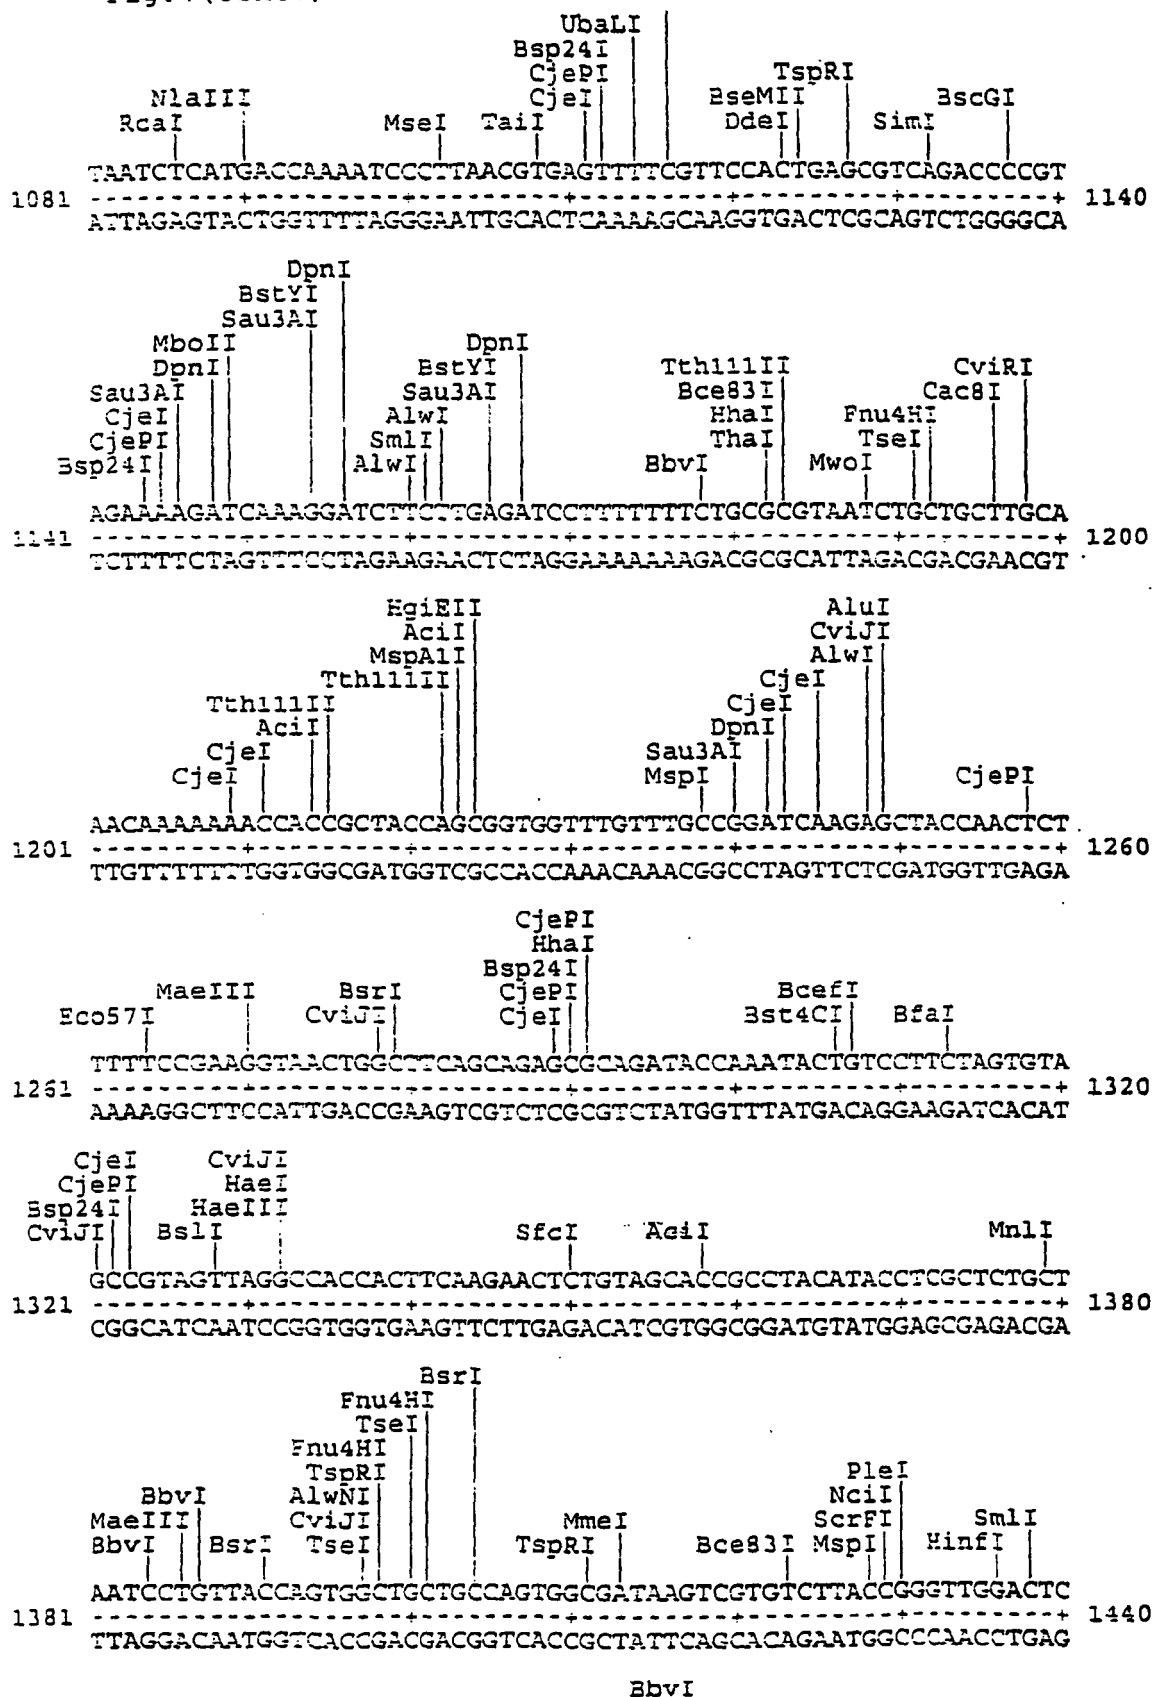 UbaLI
Bsp24I
CjePI TspRI
NlaIII CjeI BseMII BscGI
RcaI MseI TaiI DdeI SimI
TAATCTCATGACCAAAATCCCTTAACGTGAGTTTTCGTTCCACTGAGCGTCAGACCCCGT
1081 ---------+---------+---------+---------+---------+---------+ 1140
ATTAGAGTACTGGTTTTAGGGAATTGCACTCAAAAGCAAGGTGACTCGCAGTCTGGGGCA
DpnI
BstYI
Sau3AI
MboII DpnI
DpnI BstYI Tth111II CviRI
Sau3AI Sau3AI Bce83I Cac8I
CjeI AlwI HhaI Fnu4HI
CjePI SmlI ThaI TseI
Bsp24I AlwI BbvI MwoI
AGAAAAGATCAAAGGATCTTCTTGAGATCCTTTTTTTCTGCGCGTAATCTGCTGCTTGCA
1141 ---------+---------+---------+---------+---------+---------+ 1200
TCTTTTCTAGTTTCCTAGAAGAACTCTAGGAAAAAAAGACGCGCATTAGACGACGAACGT
HgiEII AluI
AciI CviJI
MspA1I AlwI
Tth111II CjeI
Tth111II CjeI
AciI DpnI
CjeI Sau3AI
CjeI MspI CjePI
AACAAAAAAACCACCGCTACCAGCGGTGGTTTGTTTGCCGGATCAAGAGCTACCAACTCT
1201 ---------+---------+---------+---------+---------+---------+ 1260
TTGTTTTTTTGGTGGCGATGGTCGCCACCAAACAAACGGCCTAGTTCTCGATGGTTGAGA
CjePI
HhaI
Bsp24I
MaeIII BsrI CjePI BcefI
Eco57I CviJI CjeI Bst4CI BfaI
TTTTCCGAAGGTAACTGGCTTCAGCAGAGCGCAGATACCAAATACTGTCCTTCTAGTGTA
1261 ---------+---------+---------+---------+---------+---------+ 1320
AAAAGGCTTCCATTGACCGAAGTCGTCTCGCGTCTATGGTTTATGACAGGAAGATCACAT
CjeI CviJI
CjePI HaeI
Bsp24I HaeIII
CviJI BslI SfcI AciI MnlI
GCCGTAGTTAGGCCACCACTTCAAGAACTCTGTAGCACCGCCTACATACCTCGCTCTGCT
1321 ---------+---------+---------+---------+---------+---------+ 1380
CGGCATCAATCCGGTGGTGAAGTTCTTGAGACATCGTGGCGGATGTATGGAGCGAGACGA
BsrI
Fnu4HI
TseI
Fnu4HI
TspRI PleI
BbvI AlwNI NciI
MaeIII CviJI MmeI ScrFI SmlI
BbvI BsrI TseI TspRI Bce83I MspI HinfI
AATCCTGTTACCAGTGGCTGCTGCCAGTGGCGATAAGTCGTGTCTTACCGGGTTGGACTC
1381 ---------+---------+---------+---------+---------+---------+ 1440
TTAGGACAATGGTCACCGACGACGGTCACCGCTATTCAGCACAGAATGGCCCAACCTGAG
BbvI